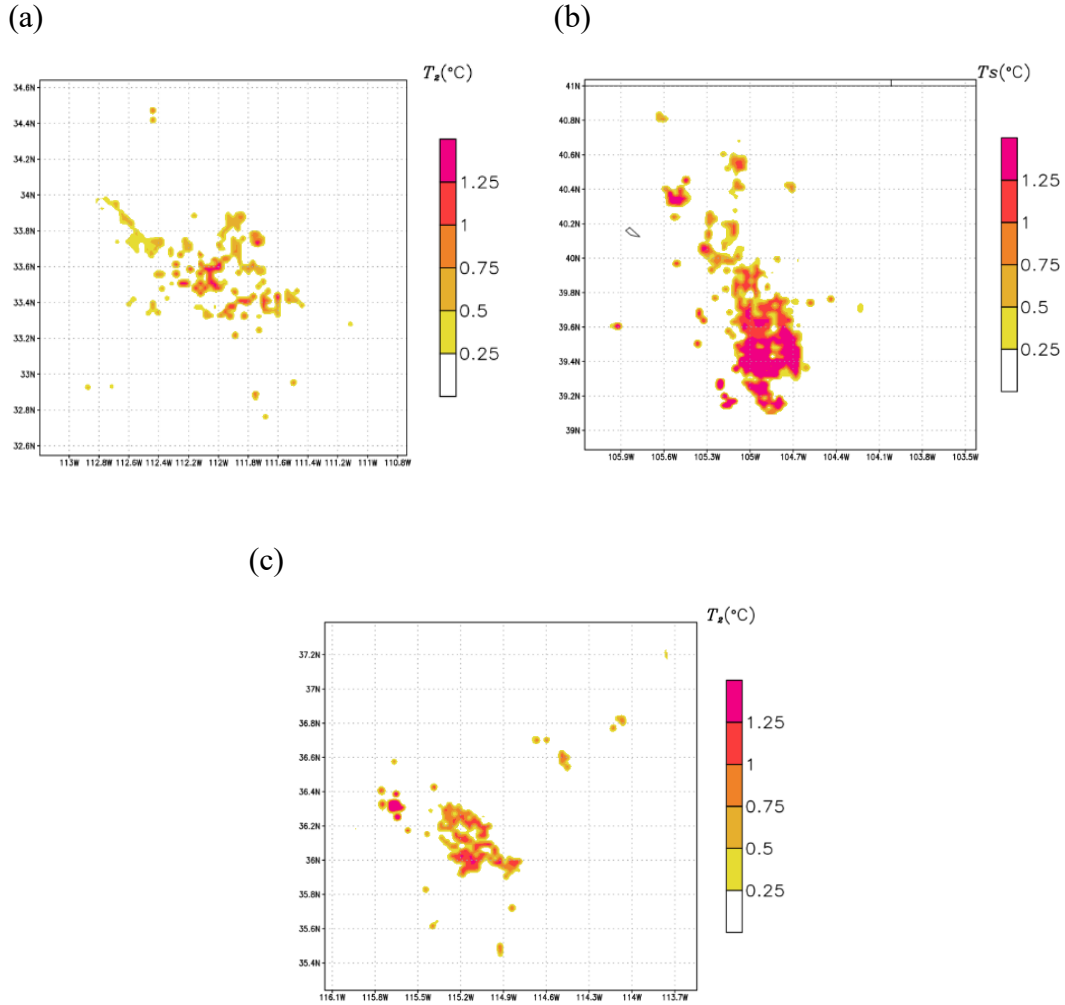 (a)
(b)
T₂(°C)
34.6N
34.4N
34.2N
34N
33.8N
33.6N
33.4N
33.2N
33N
32.8N
32.6N
113W 112.8W 112.6W 112.4W 112.2W 112W 111.8W 111.6W 111.4W 111.2W 111W 110.8W
1.25
1
0.75
0.5
0.25
Ts(°C)
41N
40.8N
40.6N
40.4N
40.2N
40N
39.8N
39.6N
39.4N
39.2N
39N
105.9W 105.6W 105.3W 105W 104.7W 104.4W 104.1W 103.8W 103.5W
1.25
1
0.75
0.5
0.25
(c)
T₂(°C)
37.2N
37N
36.8N
36.6N
36.4N
36.2N
36N
35.8N
35.6N
35.4N
116.1W 115.8W 115.5W 115.2W 114.9W 114.6W 114.3W 114W 113.7W
1.25
1
0.75
0.5
0.25